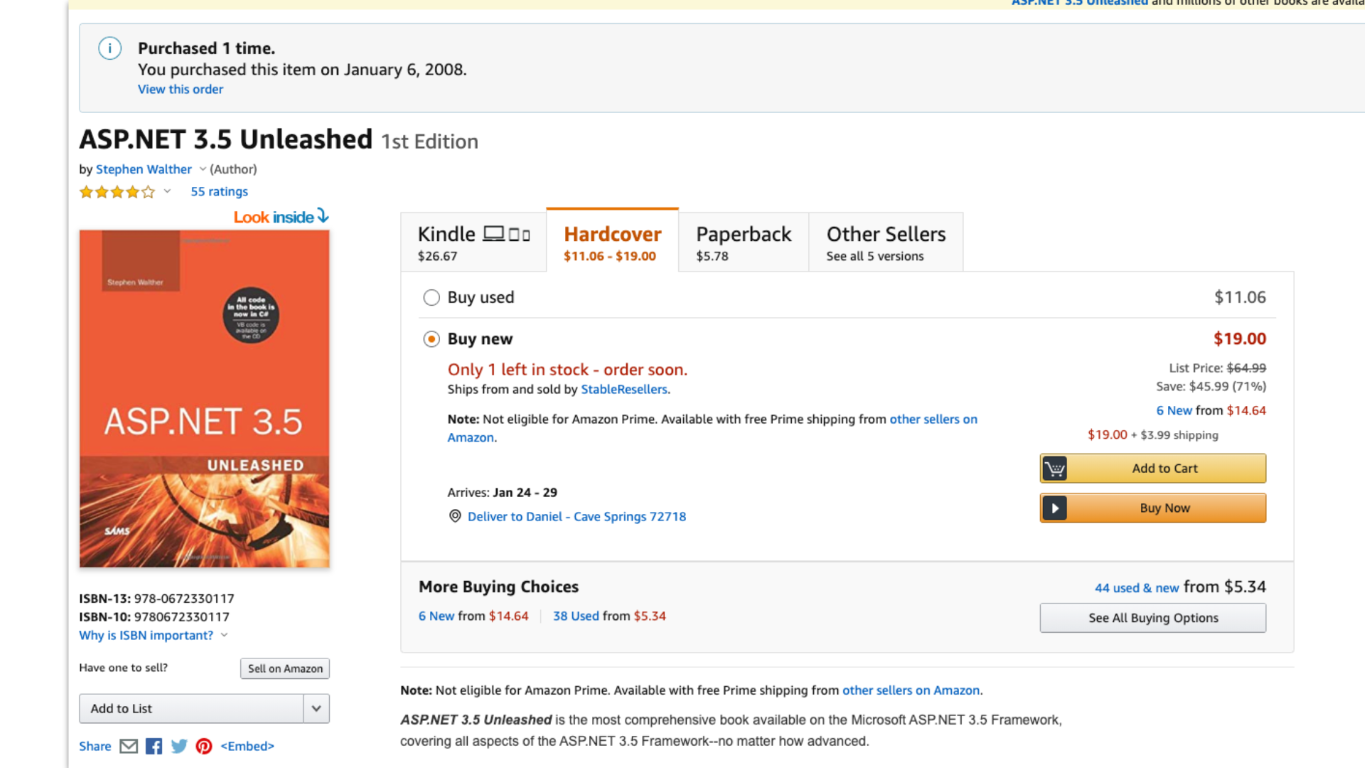 ASP.NET 3.5 Unleashed and millions of other books are availa
Purchased 1 time.
You purchased this item on January 6, 2008.
View this order
ASP.NET 3.5 Unleashed 1st Edition
by Stephen Walther (Author)
55 ratings
Look inside
Stephen Walther
All code
in the book is
now in C#
VB code is
available on
the CD
ASP.NET 3.5
UNLEASHED
SAMS
ISBN-13: 978-0672330117
ISBN-10: 9780672330117
Why is ISBN important?
Have one to sell?
Sell on Amazon
Add to List
Share
<Embed>
Kindle
$26.67
Hardcover
$11.06 - $19.00
Paperback
$5.78
Other Sellers
See all 5 versions
Buy used
$11.06
Buy new
$19.00
Only 1 left in stock - order soon.
List Price: $64.99
Ships from and sold by StableResellers.
Save: $45.99 (71%)
6 New from $14.64
Note: Not eligible for Amazon Prime. Available with free Prime shipping from other sellers on
Amazon.
$19.00 + $3.99 shipping
Add to Cart
Arrives: Jan 24 - 29
Buy Now
Deliver to Daniel - Cave Springs 72718
More Buying Choices
44 used & new from $5.34
6 New from $14.64
38 Used from $5.34
See All Buying Options
Note: Not eligible for Amazon Prime. Available with free Prime shipping from other sellers on Amazon.
ASP.NET 3.5 Unleashed is the most comprehensive book available on the Microsoft ASP.NET 3.5 Framework,
covering all aspects of the ASP.NET 3.5 Framework--no matter how advanced.